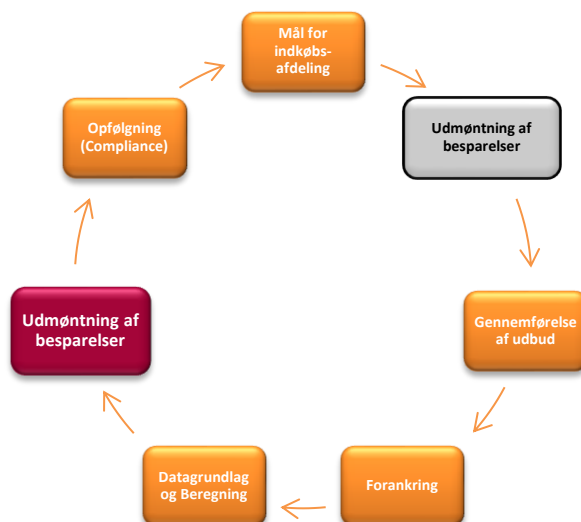 Mål for
indkøbs-
afdeling
Udmøntning af
besparelser
Gennemførelse
af udbud
Forankring
Datagrundlag
og Beregning
Udmøntning af
besparelser
Opfølgning
(Compliance)